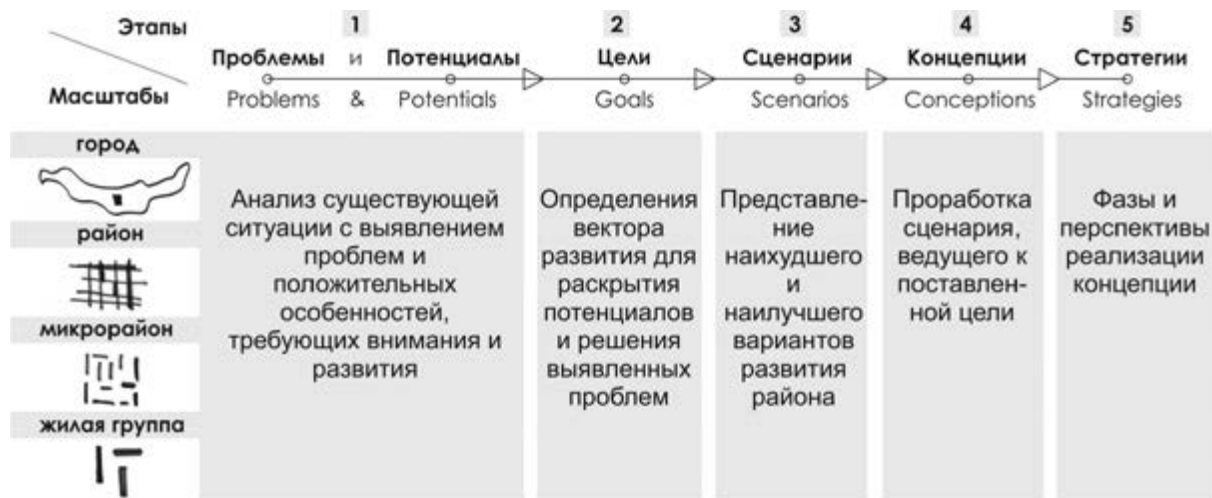 Этапы
Масштабы
1
2
3
4
5
Проблемы и Потенциалы
Цели
Сценарии
Концепции
Стратегии
Problems & Potentials
Goals
Scenarios
Conceptions
Strategies
город
район
микрорайон
жилая группа
Анализ существующей
ситуации с выявлением
проблем и
положительных
особенностей,
требующих внимания и
развития
Определения
вектора
развития для
раскрытия
потенциалов
и решения
выявленных
проблем
Представле-
ние
наихудшего
и
наилучшего
вариантов
развития
района
Проработка
сценария,
ведущего к
поставлен-
ной цели
Фазы и
перспективы
реализации
концепции